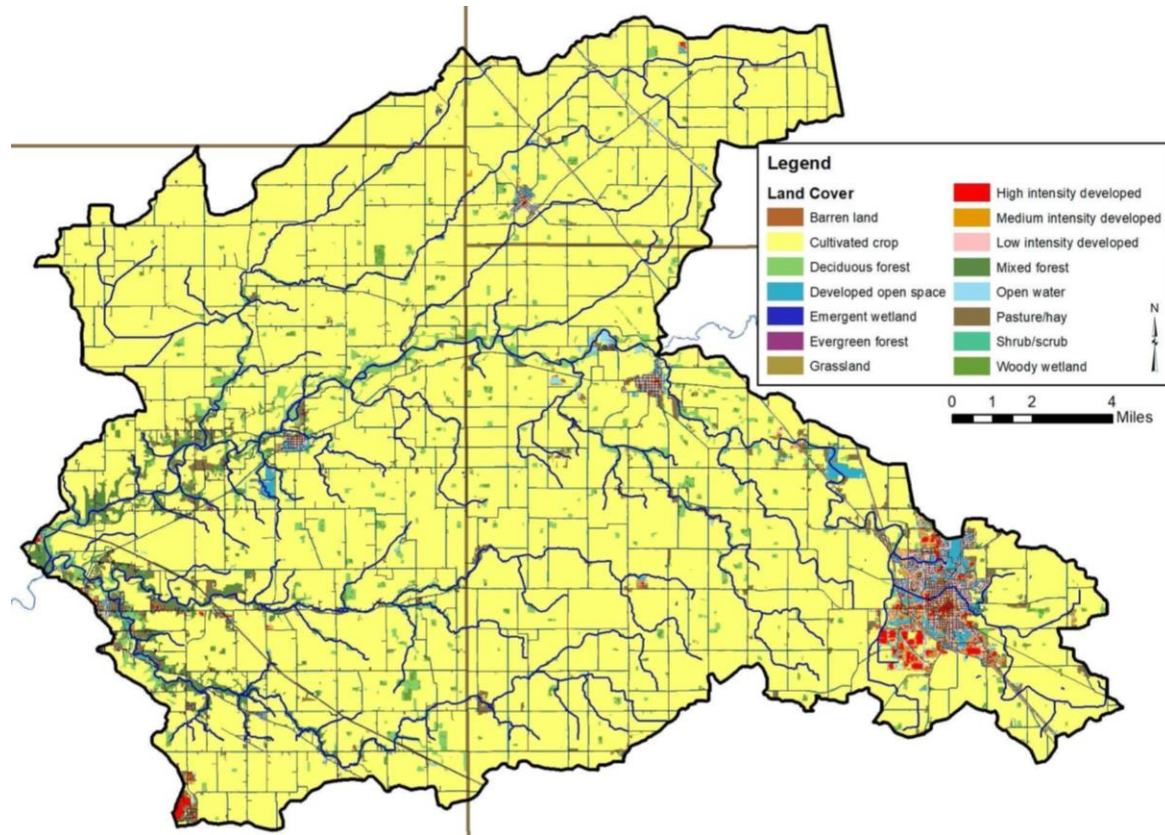 Legend
Land Cover
Barren land
Cultivated crop
Deciduous forest
Developed open space
Emergent wetland
Evergreen forest
Grassland
High intensity developed
Medium intensity developed
Low intensity developed
Mixed forest
Open water
Pasture/hay
Shrub/scrub
Woody wetland
N
0 1 2 4
Miles